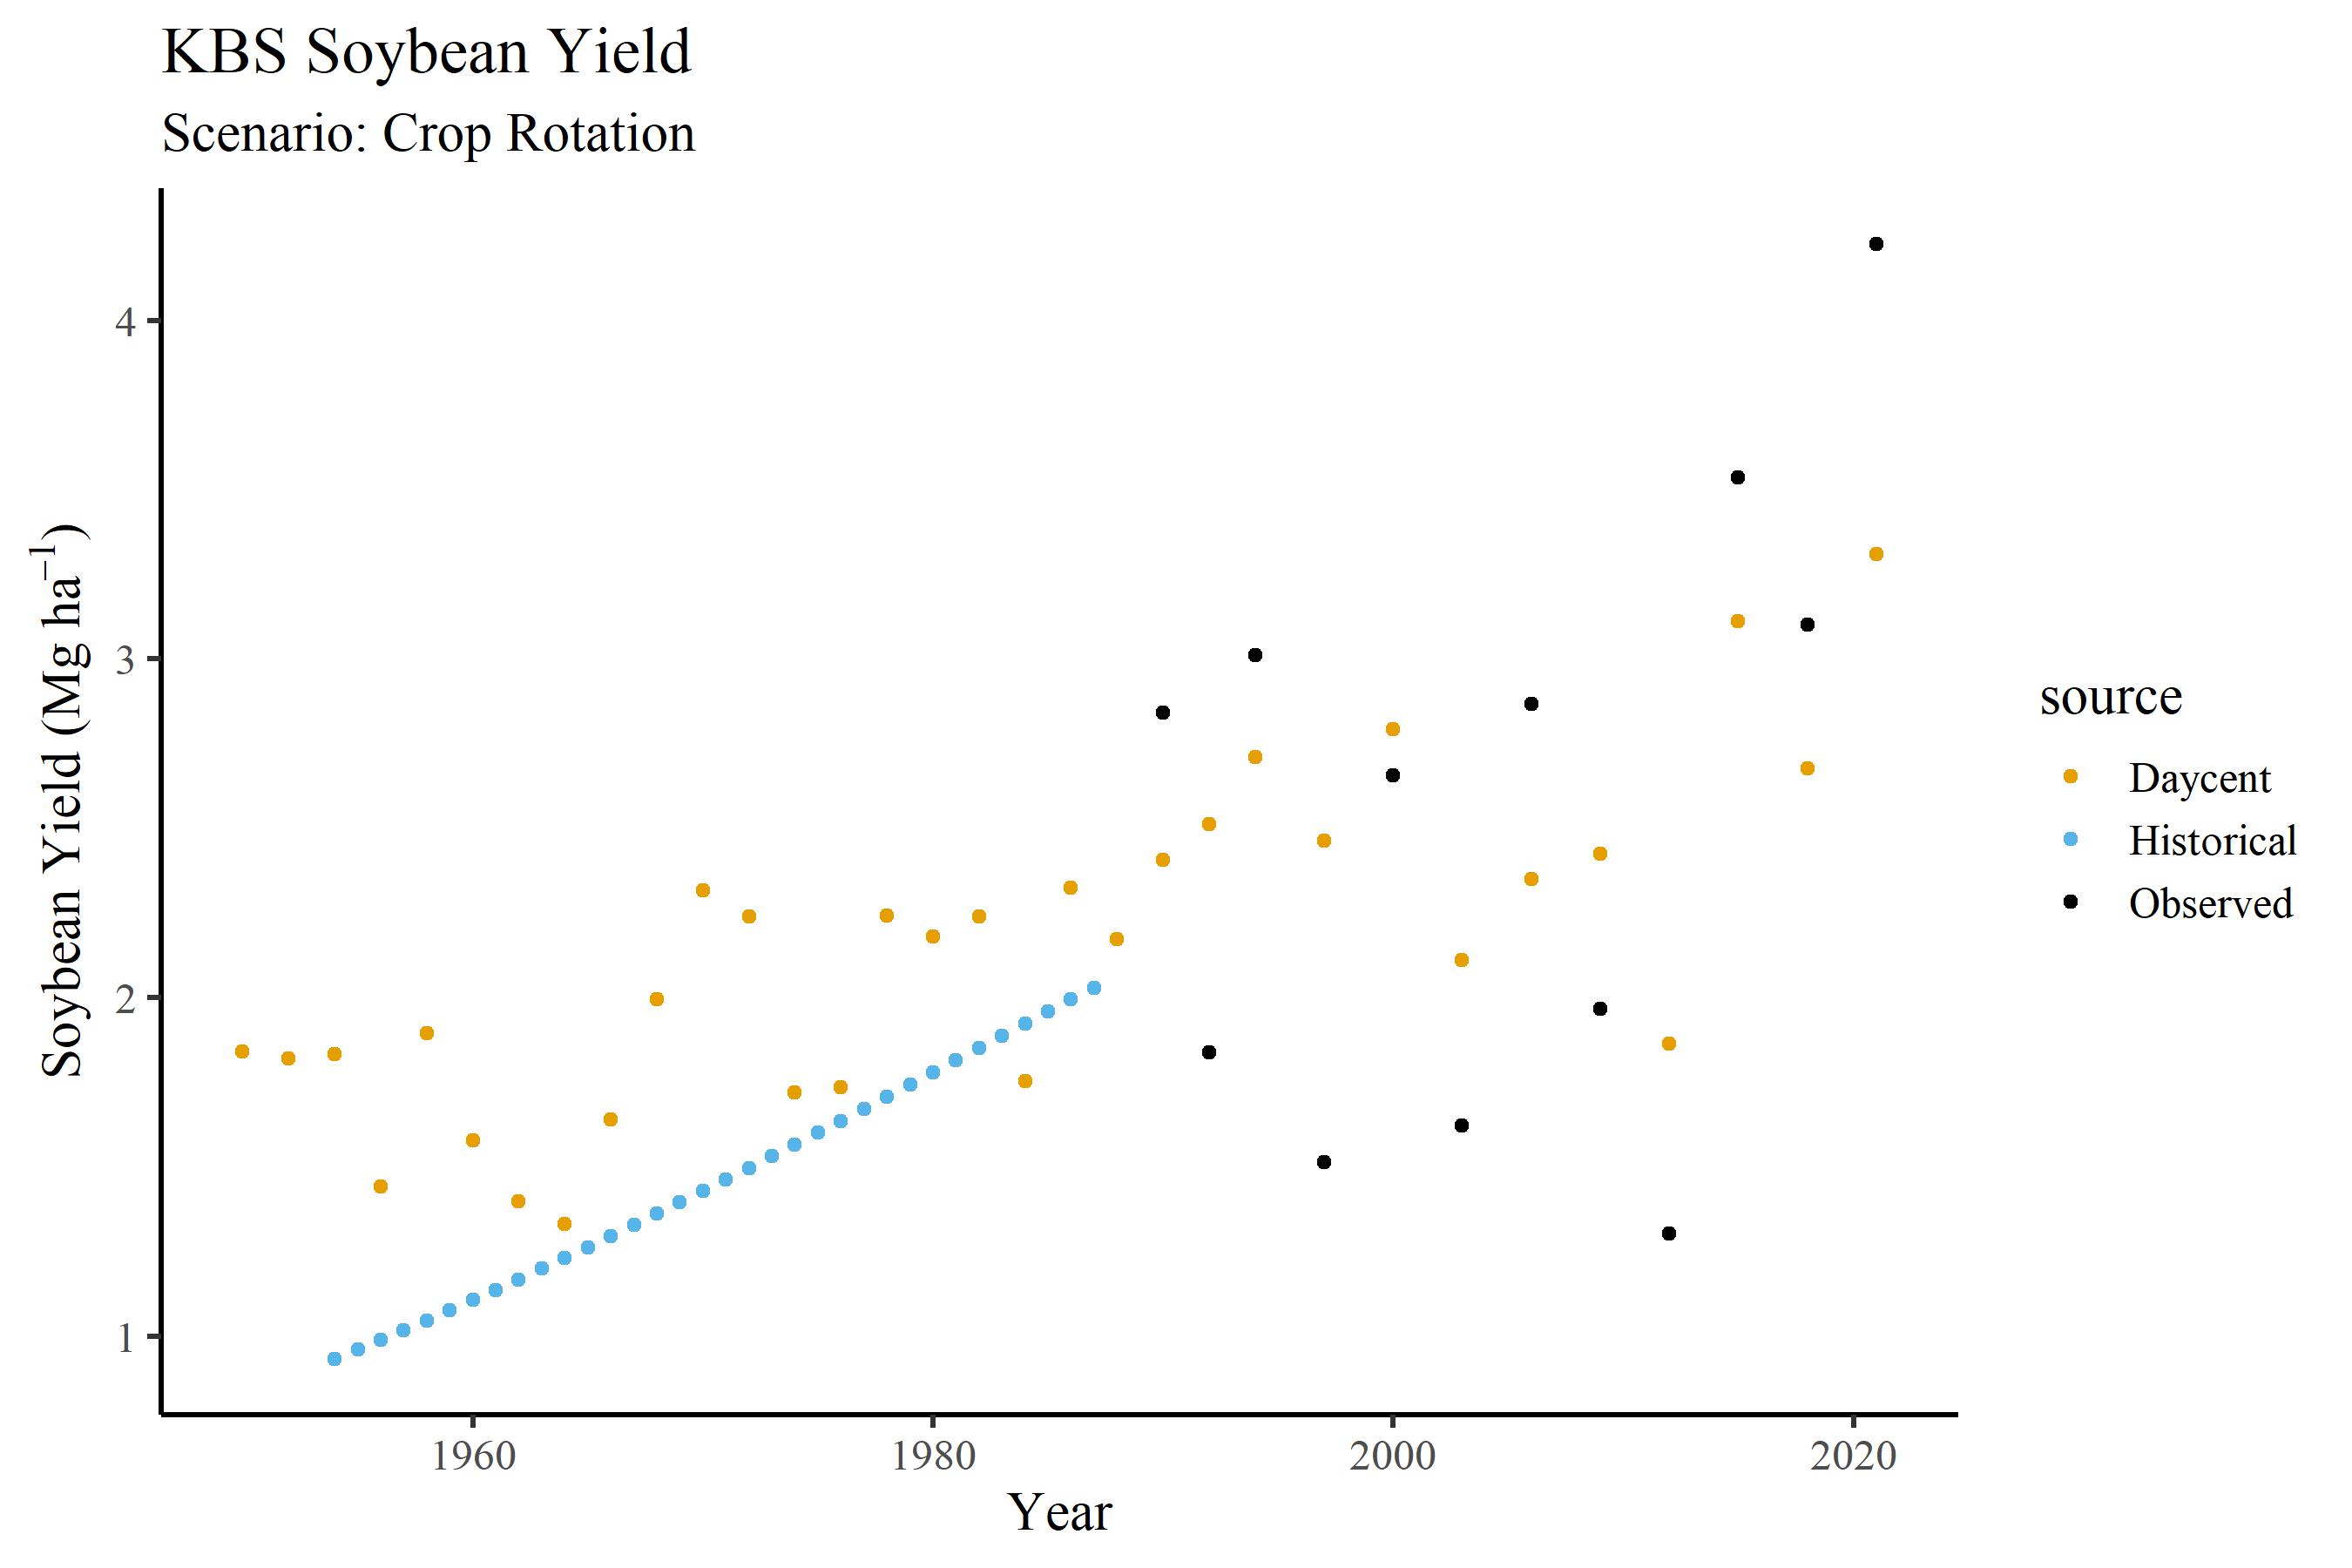 KBS Soybean Yield
Scenario: Crop Rotation
Soybean Yield (Mg ha⁻¹)
4
3
2
1
1960 1980 2000 2020
Year
source
Daycent
Historical
Observed